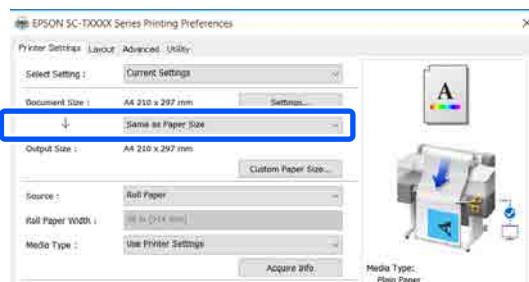 EPSON SC-TXXXX Series Printing Preferences
Printer Settings Layout Advanced Utility
Select Setting : Current Settings
Document Size : A4 210 x 297 mm Settings...
Same as Paper Size
Output Size : A4 210 x 297 mm
Custom Paper Size...
Source : Roll Paper
Roll Paper Width :
Media Type : Use Printer Settings
Acquire Info
Media Type:
Plain Paper
A
A